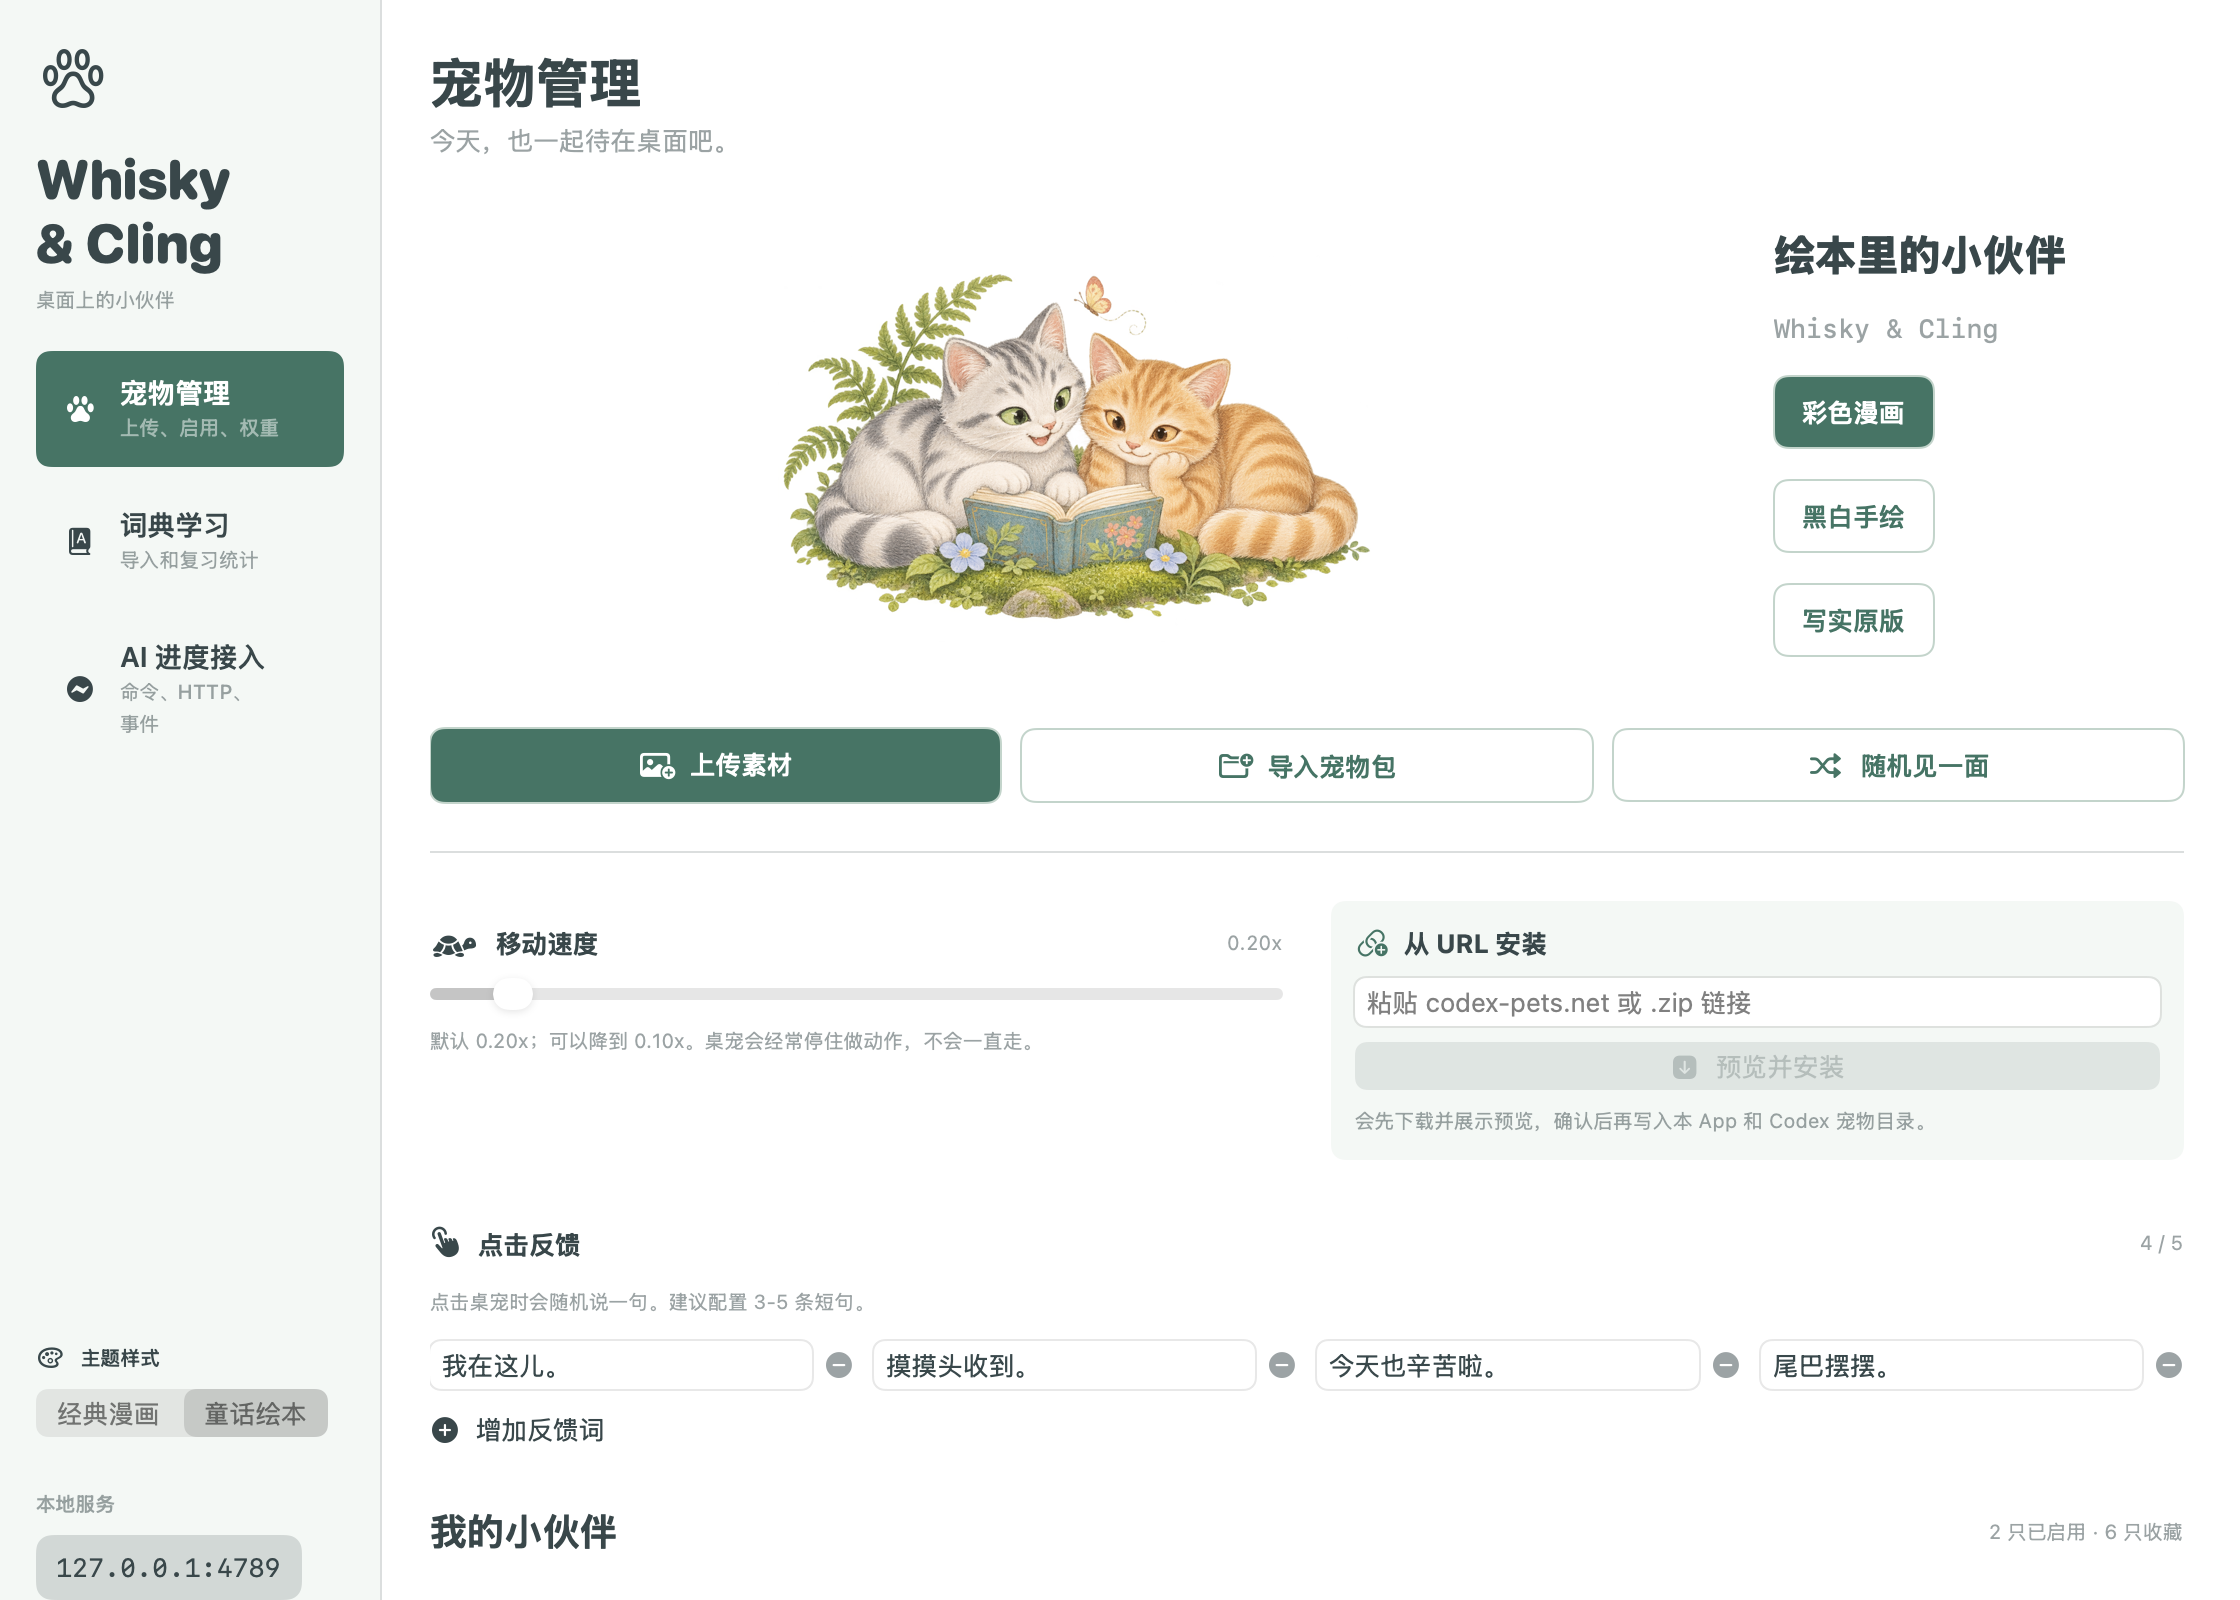 Whisky
& Cling
桌面上的小伙伴
宠物管理
上传、启用、权重
词典学习
导入和复习统计
AI 进度接入
命令、HTTP、
事件
主题样式
经典漫画
童话绘本
本地服务
127.0.0.1:4789
宠物管理
今天，也一起待在桌面吧。
绘本里的小伙伴
Whisky & Cling
彩色漫画
黑白手绘
写实原版
上传素材
导入宠物包
随机见一面
移动速度
0.20x
默认 0.20x；可以降到 0.10x。桌宠会经常停住做动作，不会一直走。
从 URL 安装
粘贴 codex-pets.net 或 .zip 链接
预览并安装
会先下载并展示预览，确认后再写入本 App 和 Codex 宠物目录。
点击反馈
4 / 5
点击桌宠时会随机说一句。建议配置 3-5 条短句。
我在这儿。
摸摸头收到。
今天也辛苦啦。
尾巴摆摆。
增加反馈词
我的小伙伴
2 只已启用 · 6 只收藏